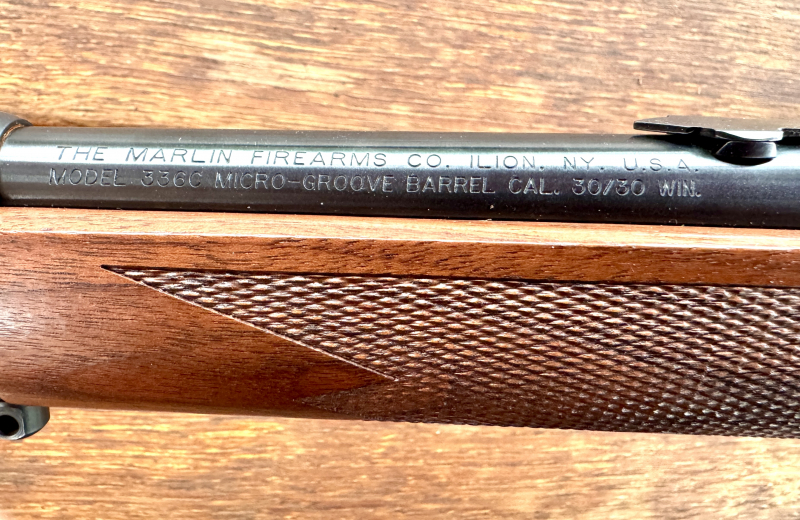 THE MARLIN FIREARMS CO. ILION, NY. U.S.A.
MODEL 336C MICRO-GROOVE BARREL CAL. 30/30 WIN.